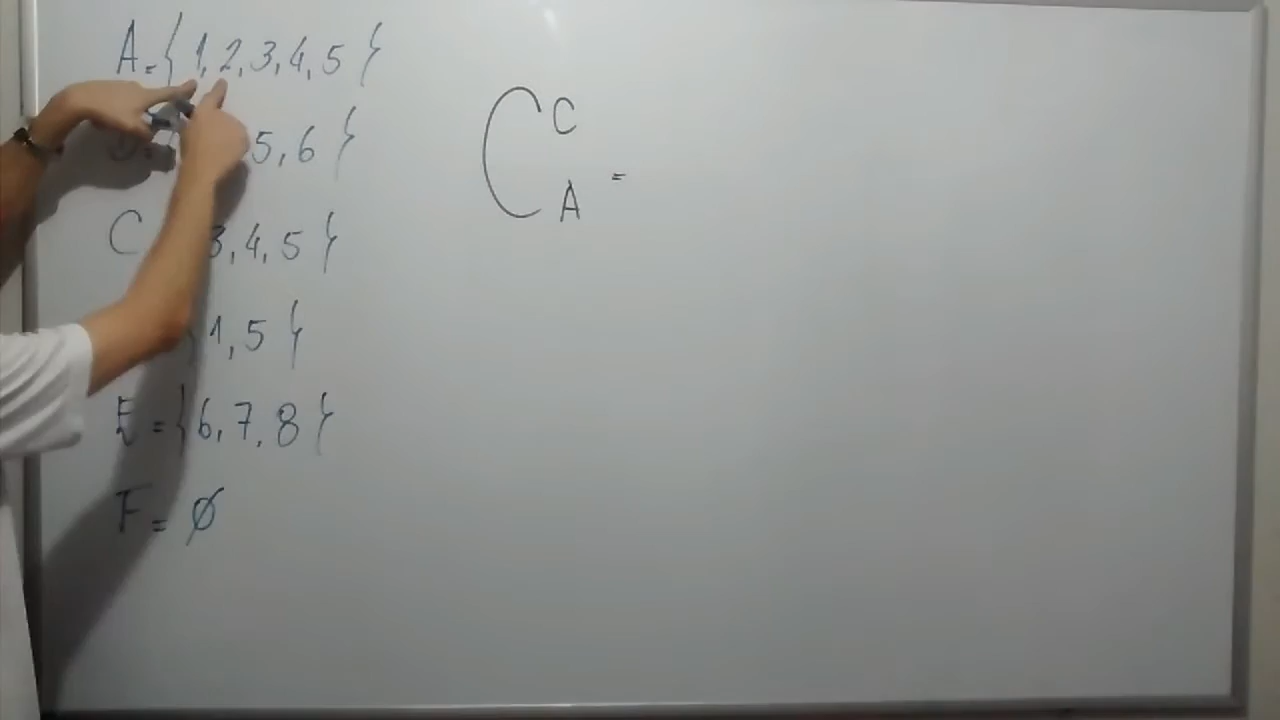 A = { 1, 2, 3, 4, 5 }
5, 6 }
C 3, 4, 5 }
{ 1, 5 }
E = { 6, 7, 8 }
F = Ø
C C A =